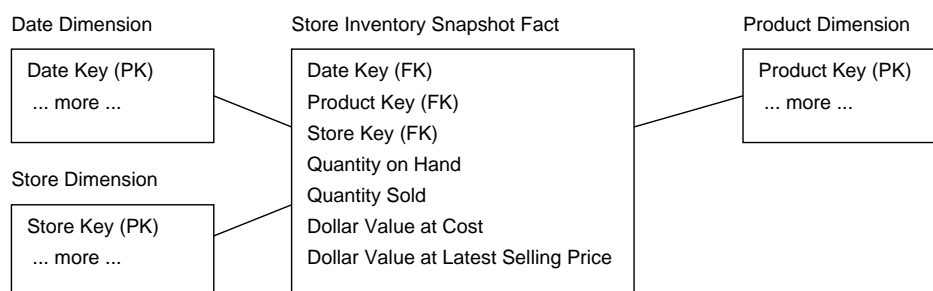 Date Dimension
Date Key (PK)
... more ...
Store Dimension
Store Key (PK)
... more ...
Store Inventory Snapshot Fact
Date Key (FK)
Product Key (FK)
Store Key (FK)
Quantity on Hand
Quantity Sold
Dollar Value at Cost
Dollar Value at Latest Selling Price
Product Dimension
Product Key (PK)
... more ...